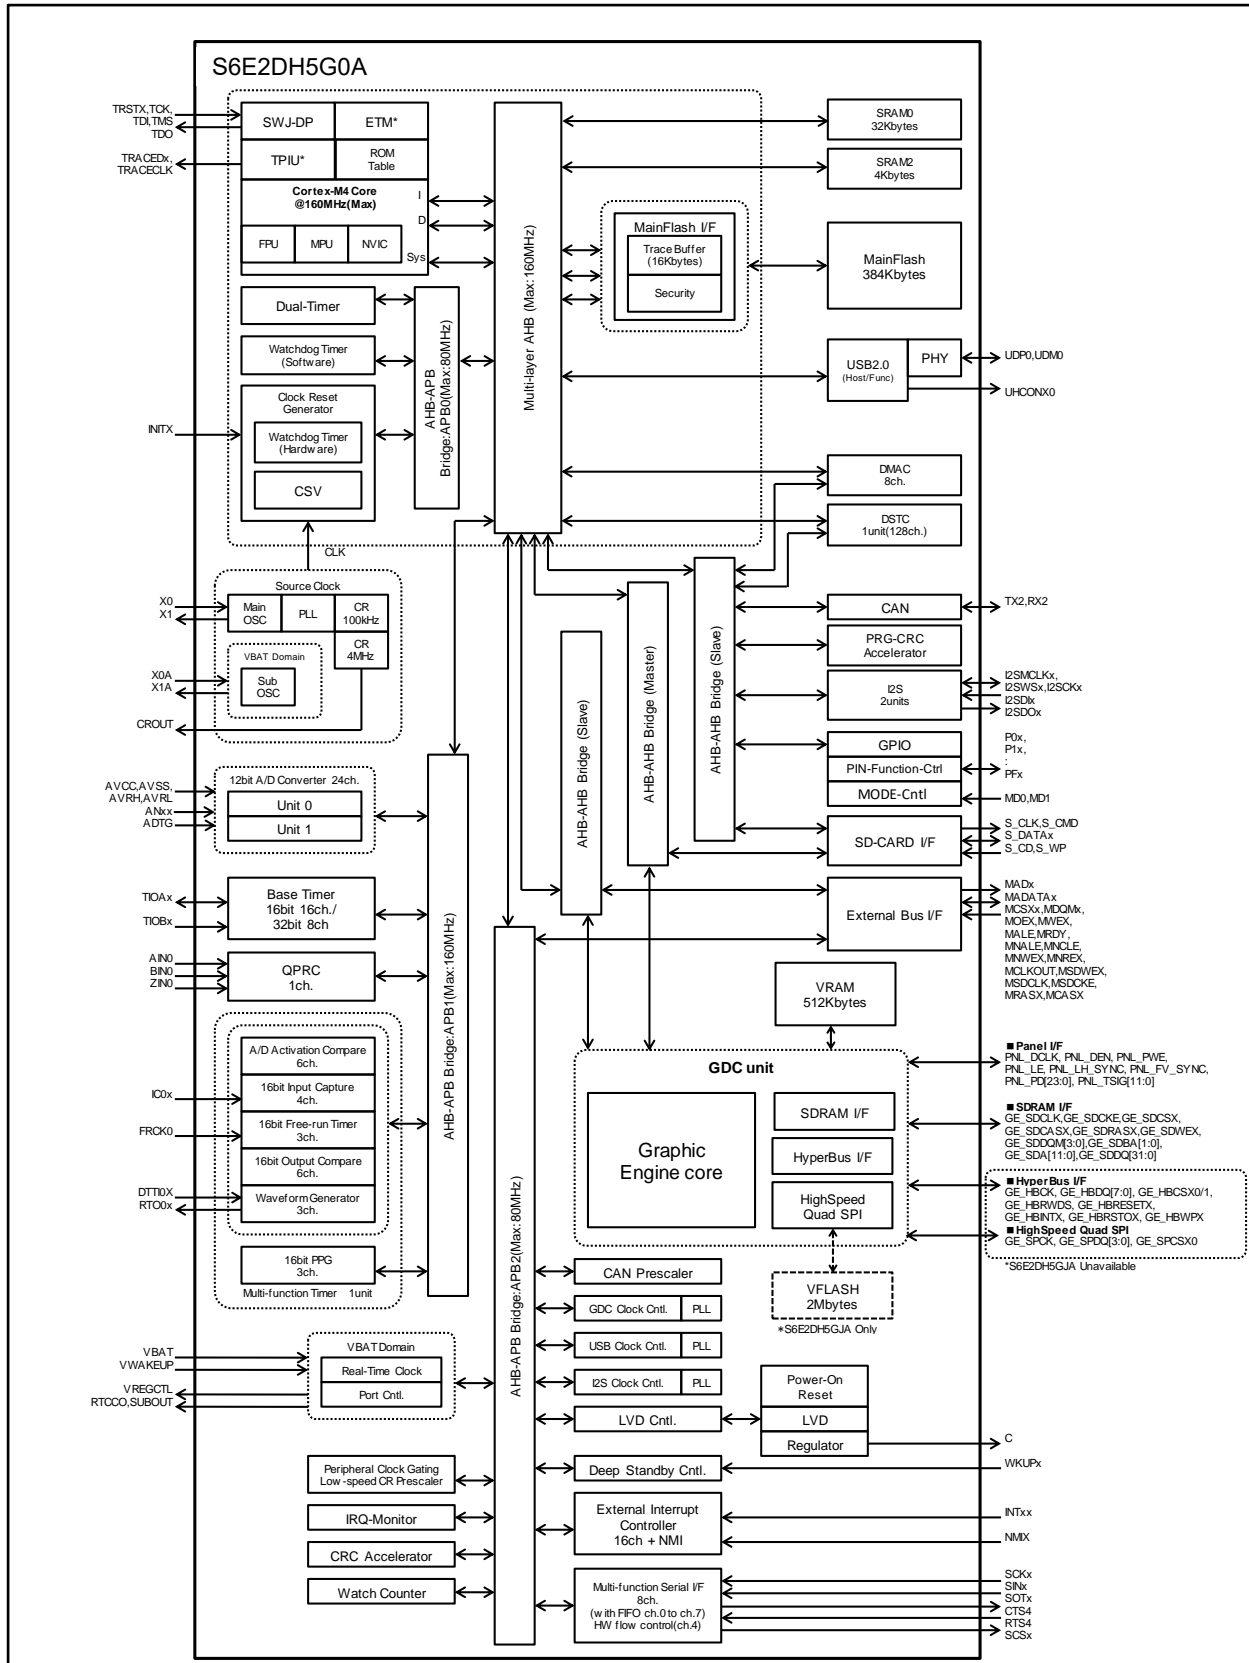 S6E2DH5G0A
TRSTX,TCK,
TDI,TMS
TDO
TRACEDx,
TRACECLK
SWJ-DP
ETM*
TPIU*
ROM
Table
Cortex-M4 Core
@160MHz(Max)
I
D
Sys
FPU
MPU
NVIC
Dual-Timer
Watchdog Timer
(Software)
Clock Reset
Generator
Watchdog Timer
(Hardware)
CSV
INITX
CLK
AHB-APB
Bridge:APB0(Max:80MHz)
Multi-layer AHB (Max:160MHz)
MainFlash I/F
Trace Buffer
(16Kbytes)
Security
SRAM0
32Kbytes
SRAM2
4Kbytes
MainFlash
384Kbytes
USB2.0
(Host/Func)
PHY
UDP0,UDM0
UHCONX0
DMAC
8ch.
DSTC
1unit(128ch.)
Source Clock
Main
OSC
PLL
CR
100kHz
CR
4MHz
VBAT Domain
Sub
OSC
X0
X1
X0A
X1A
CROUT
AHB-AHB Bridge (Slave)
AHB-AHB Bridge (Master)
AHB-AHB Bridge (Slave)
CAN
TX2,RX2
PRG-CRC
Accelerator
I2S
2units
I2SMCLKx,
I2SWSx,I2SCKx
I2SDIx
I2SDOx
GPIO
PIN-Function-Ctrl
MODE-Cntl
P0x,
P1x,
:
PFx
MD0,MD1
SD-CARD I/F
S_CLK,S_CMD
S_DATAx
S_CD,S_WP
External Bus I/F
MADx
MADATAx
MCSXx,MDQMx,
MOEX,MWEX,
MALE,MRDY,
MNALE,MNCLE,
MNWEX,MNREX,
MCLKOUT,MSDWEX,
MSDCLK,MSDCKE,
MRASX,MCASX
AVCC,AVSS,
AVRH,AVRL
ANxx
ADTG
12bit A/D Converter 24ch.
Unit 0
Unit 1
TIOAx
TIOBx
Base Timer
16bit 16ch./
32bit 8ch
AIN0
BIN0
ZIN0
QPRC
1ch.
AHB-APB Bridge:APB1(Max:160MHz)
A/D Activation Compare
6ch.
16bit Input Capture
4ch.
16bit Free-run Timer
3ch.
16bit Output Compare
6ch.
Waveform Generator
3ch.
16bit PPG
3ch.
Multi-function Timer 1unit
IC0x
FRCK0
DTTI0X
RTO0x
AHB-APB Bridge:APB2(Max:80MHz)
VRAM
512Kbytes
GDC unit
Graphic
Engine core
SDRAM I/F
HyperBus I/F
HighSpeed
Quad SPI
VFLASH
2Mbytes
*S6E2DH5GJA Only
■Panel I/F
PNL_DCLK, PNL_DEN, PNL_PWE,
PNL_LE, PNL_LH_SYNC, PNL_FV_SYNC,
PNL_PD[23:0], PNL_TSIG[11:0]
■SDRAM I/F
GE_SDCLK,GE_SDCKE,GE_SDCSX,
GE_SDCASX,GE_SDRASX,GE_SDWEX,
GE_SDDQM[3:0],GE_SDBA[1:0],
GE_SDA[11:0],GE_SDDQ[31:0]
■HyperBus I/F
GE_HBCK, GE_HBDQ[7:0], GE_HBCSX0/1,
GE_HBRWDS, GE_HBRESETX,
GE_HBINTX, GE_HBRSTOX, GE_HBWPX
■HighSpeed Quad SPI
GE_SPCK, GE_SPDQ[3:0], GE_SPCSX0
*S6E2DH5GJA Unavailable
CAN Prescaler
GDC Clock Cntl.
PLL
USB Clock Cntl.
PLL
I2S Clock Cntl.
PLL
LVD Cntl.
Power-On
Reset
LVD
Regulator
C
Deep Standby Cntl.
WKUPx
External Interrupt
Controller
16ch + NMI
INTxx
NMIX
Multi-function Serial I/F
8ch.
(with FIFO ch.0 to ch.7)
HW flow control(ch.4)
SCKx
SINx
SOTx
CTS4
RTS4
SCSx
VBAT
VWAKEUP
VREGCTL
RTCCO,SUBOUT
VBAT Domain
Real-Time Clock
Port Cntl.
Peripheral Clock Gating
Low-speed CR Prescaler
IRQ-Monitor
CRC Accelerator
Watch Counter